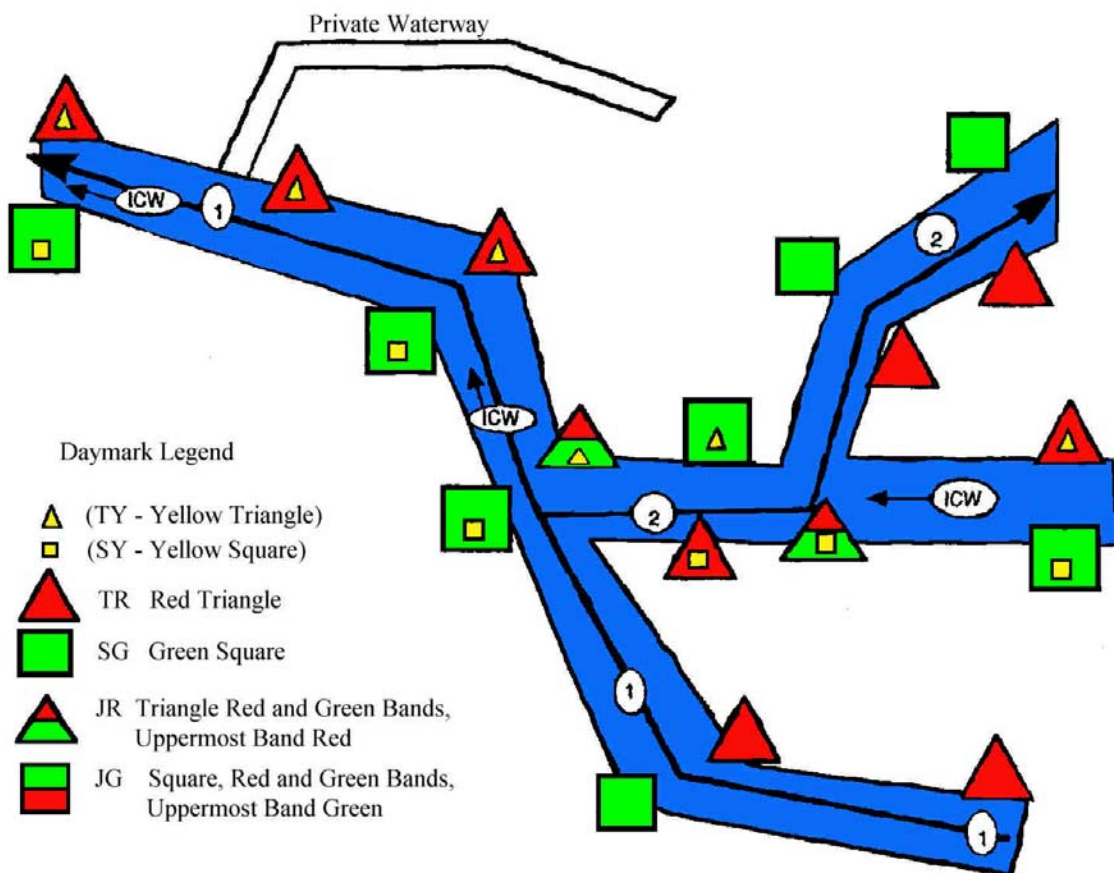 Private Waterway
ICW
1
2
ICW
ICW
2
1
1
Daymark Legend
(TY - Yellow Triangle)
(SY - Yellow Square)
TR Red Triangle
SG Green Square
JR Triangle Red and Green Bands,
Uppermost Band Red
JG Square, Red and Green Bands,
Uppermost Band Green